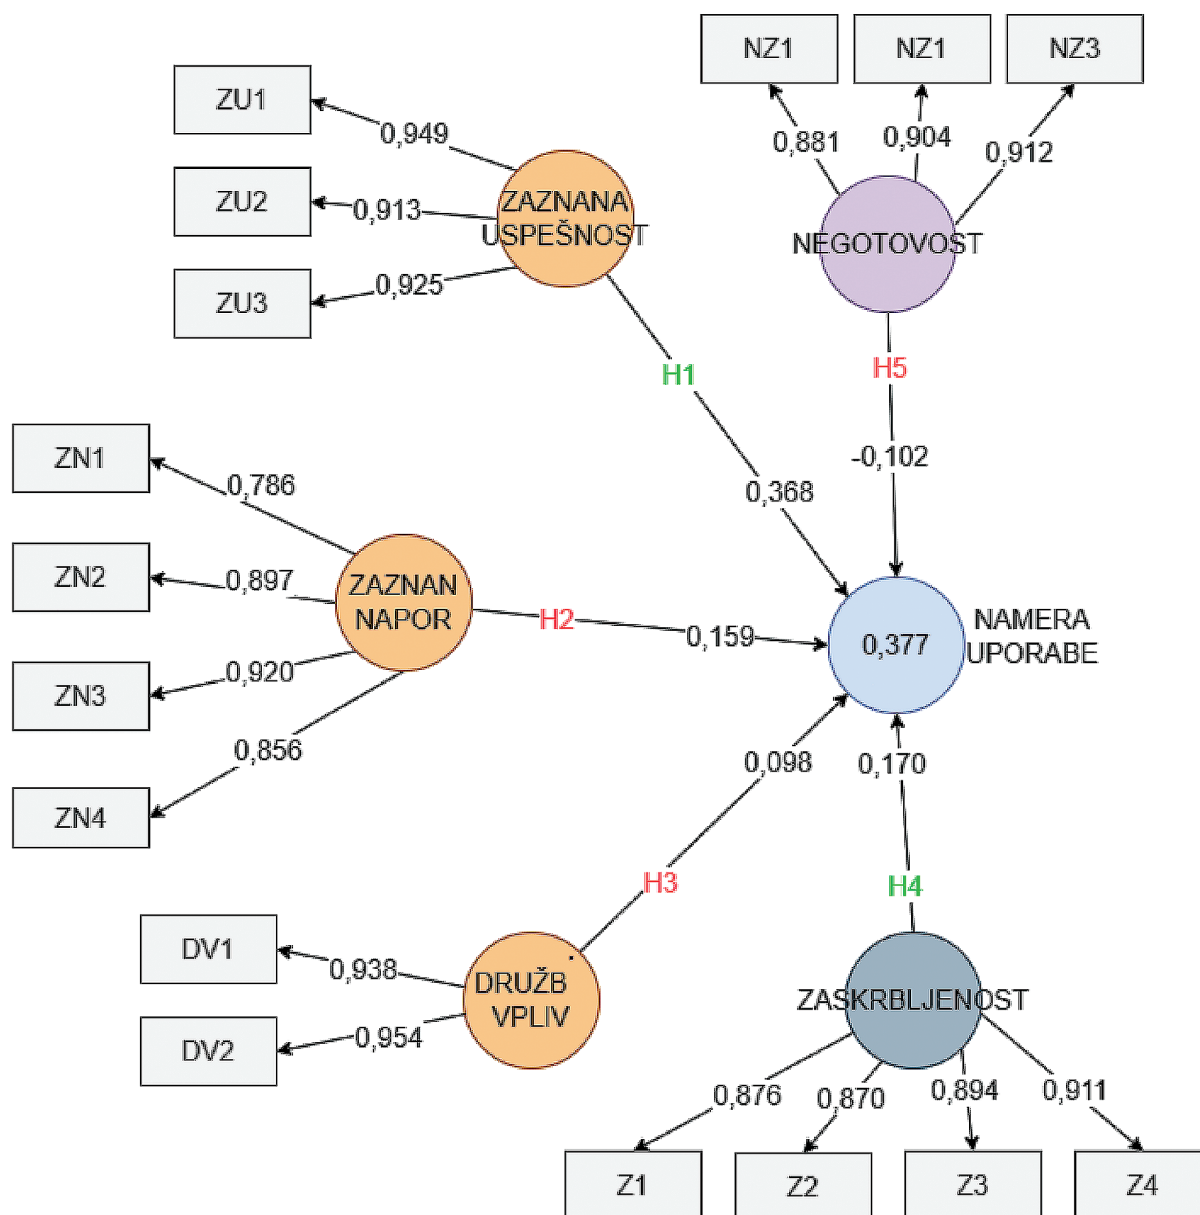 NZ1
NZ1
NZ3
0,881
0,904
0,912
NEGOTOVOST
H5
-0,102
ZU1
ZU2
ZU3
0,949
0,913
0,925
ZAZNANA
USPEŠNOST
H1
0,368
ZN1
ZN2
ZN3
ZN4
0,786
0,897
0,920
0,856
ZAZNAN
NAPOR
H2
0,159
0,377
NAMERA
UPORABE
DV1
DV2
0,938
0,954
DRUŽB.
VPLIV
H3
0,098
0,170
H4
ZASKRBLJENOST
0,876
0,870
0,894
0,911
Z1
Z2
Z3
Z4